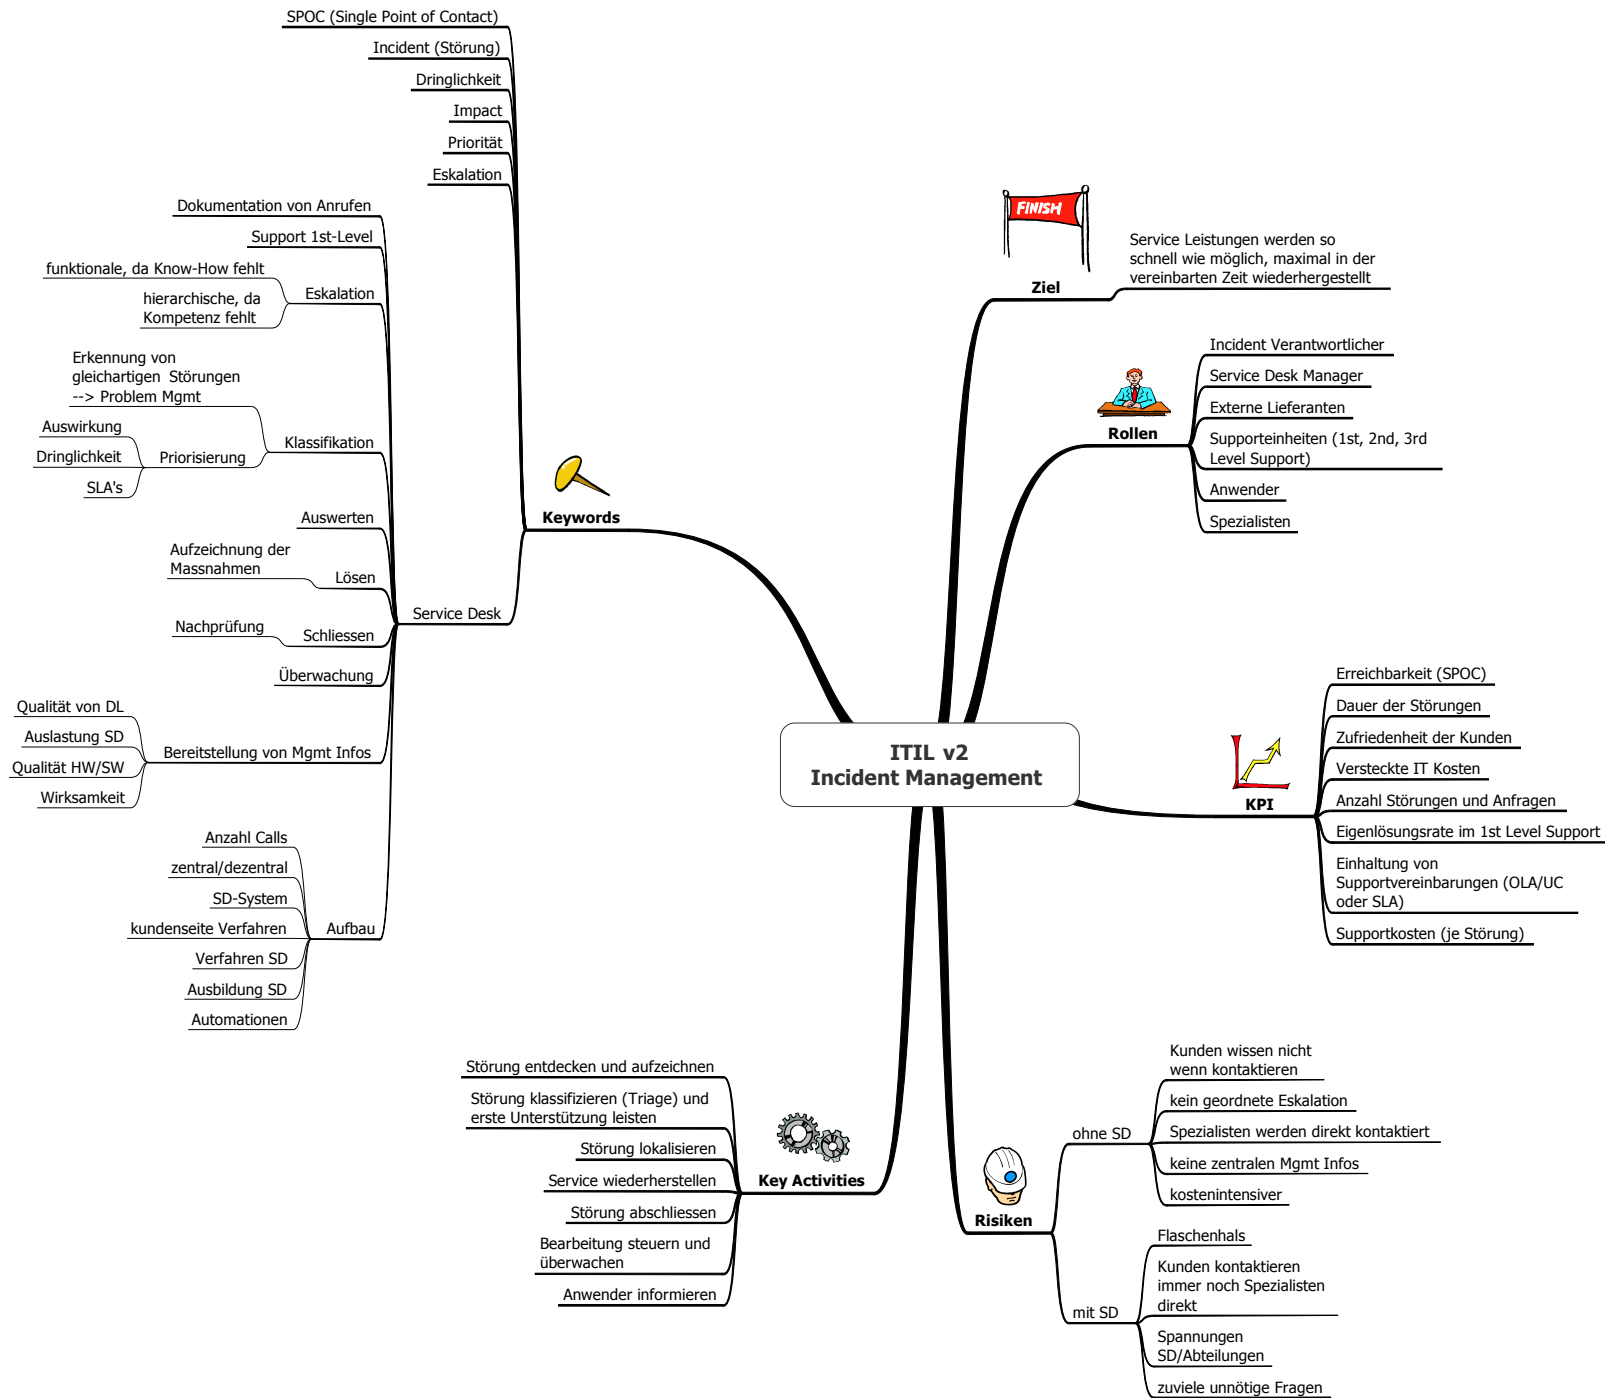 SPOC (Single Point of Contact)
Incident (Störung)
Dringlichkeit
Impact
Priorität
Eskalation
Dokumentation von Anrufen
Support 1st-Level
funktionale, da Know-How fehlt
hierarchische, da
Kompetenz fehlt
Eskalation
Erkennung von
gleichartigen Störungen
--> Problem Mgmt
Auswirkung
Dringlichkeit
SLA's
Priorisierung
Klassifikation
Auswerten
Aufzeichnung der
Massnahmen
Lösen
Nachprüfung
Schliessen
Überwachung
Qualität von DL
Auslastung SD
Qualität HW/SW
Wirksamkeit
Bereitstellung von Mgmt Infos
Anzahl Calls
zentral/dezentral
SD-System
kundenseite Verfahren
Verfahren SD
Ausbildung SD
Automationen
Aufbau
Service Desk
Keywords
ITIL v2
Incident Management
FINISH
Ziel
Service Leistungen werden so
schnell wie möglich, maximal in der
vereinbarten Zeit wiederhergestellt
Rollen
Incident Verantwortlicher
Service Desk Manager
Externe Lieferanten
Supporteinheiten (1st, 2nd, 3rd
Level Support)
Anwender
Spezialisten
KPI
Erreichbarkeit (SPOC)
Dauer der Störungen
Zufriedenheit der Kunden
Versteckte IT Kosten
Anzahl Störungen und Anfragen
Eigenlösungsrate im 1st Level Support
Einhaltung von
Supportvereinbarungen (OLA/UC
oder SLA)
Supportkosten (je Störung)
Störung entdecken und aufzeichnen
Störung klassifizieren (Triage) und
erste Unterstützung leisten
Störung lokalisieren
Service wiederherstellen
Störung abschliessen
Bearbeitung steuern und
überwachen
Anwender informieren
Key Activities
Risiken
ohne SD
Kunden wissen nicht
wenn kontaktieren
kein geordnete Eskalation
Spezialisten werden direkt kontaktiert
keine zentralen Mgmt Infos
kostenintensiver
mit SD
Flaschenhals
Kunden kontaktieren
immer noch Spezialisten
direkt
Spannungen
SD/Abteilungen
zuviele unnötige Fragen